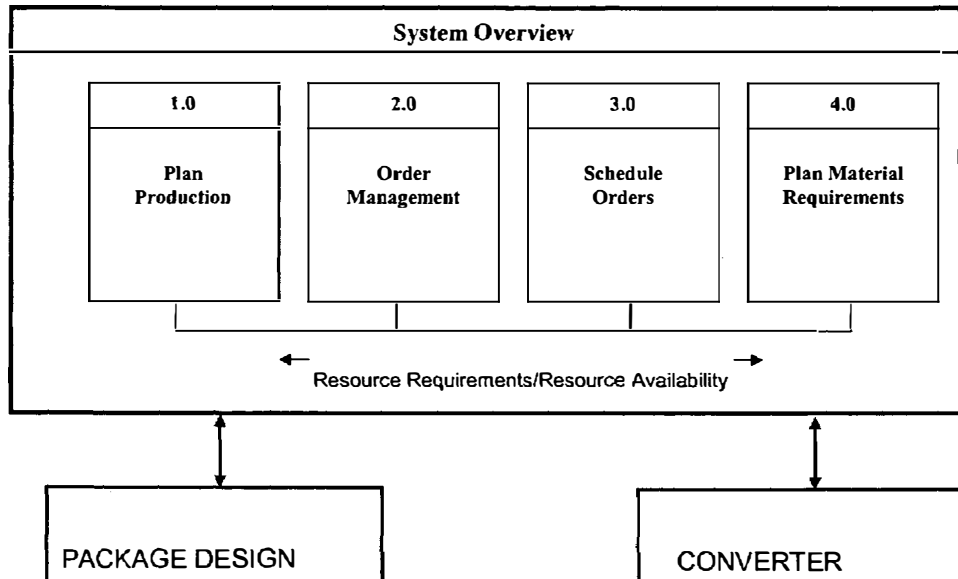 System Overview
1.0
2.0
3.0
4.0
Plan
Production
Order
Management
Schedule
Orders
Plan Material
Requirements
Resource Requirements/Resource Availability
PACKAGE DESIGN
CONVERTER